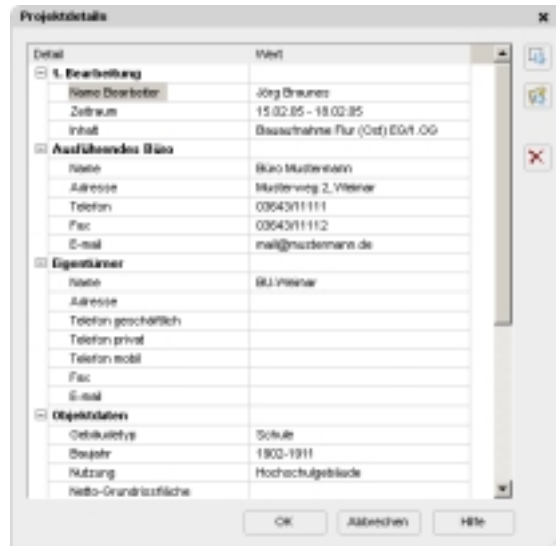 Projektdetails
Detail Wert
1. Bearbeitung
Name Bearbeiter Jörg Braunes
Zeitraum 15.02.05 - 18.02.05
Inhalt Bauaufnahme Flur (Ost) EG/1.OG
Ausführendes Büro
Name Büro Mustermann
Adresse Musterweg 2, Weimar
Telefon 03643/11111
Fax 03643/11112
E-mail mail@mustermann.de
Eigentümer
Name BU-Weimar
Adresse
Telefon geschäftlich
Telefon privat
Telefon mobil
Fax
E-mail
Objektdaten
Gebäudetyp Schule
Baujahr 1902-1911
Nutzung Hochschulgebäude
Netto-Grundrissfläche
OK Abbrechen Hilfe